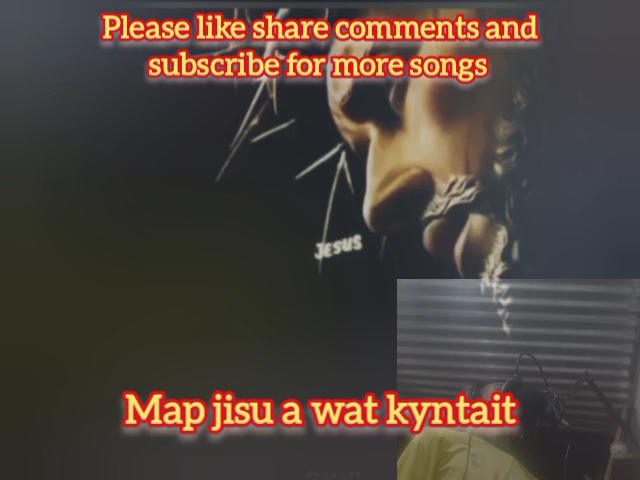 Please like share comments and
subscribe for more songs
JESUS
Map jisu a wat kyntait